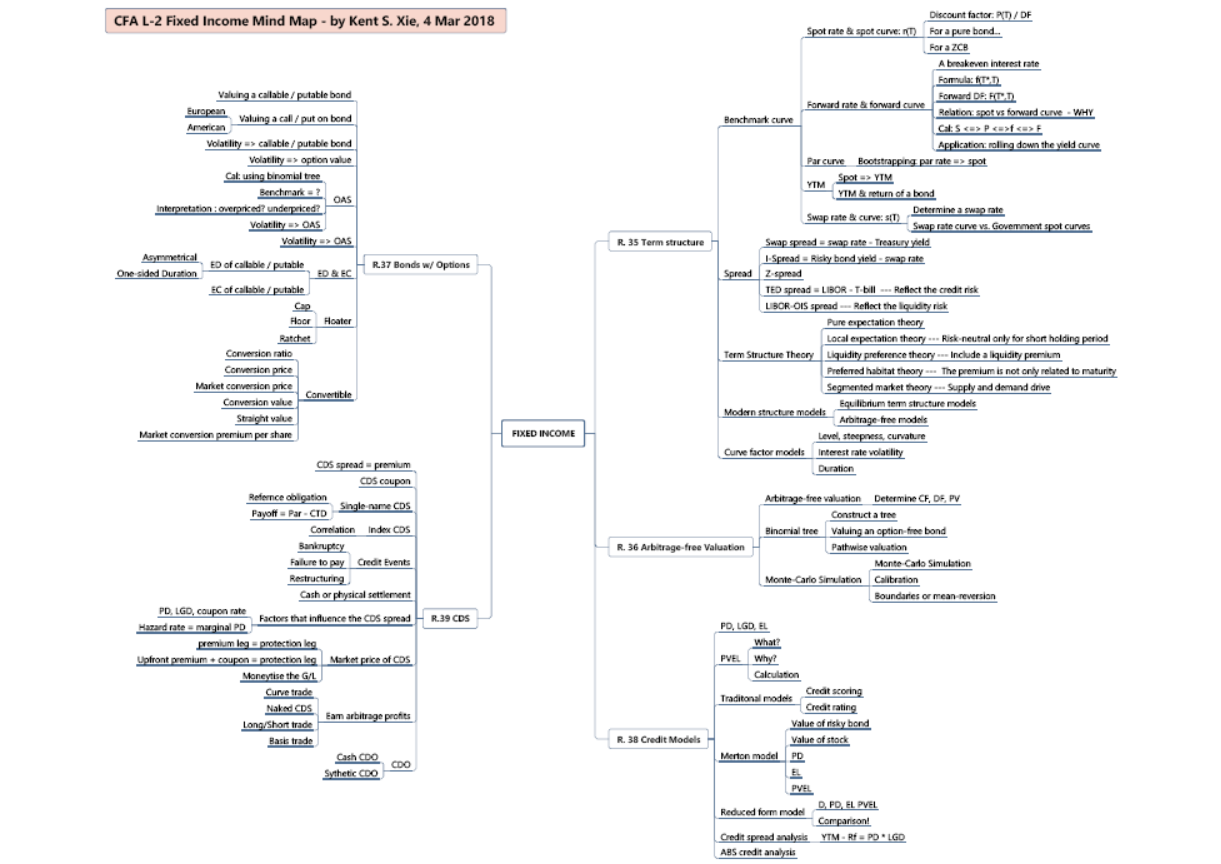 CFA L-2 Fixed Income Mind Map - by Kent S. Xie, 4 Mar 2018
FIXED INCOME
R. 35 Term structure
Benchmark curve
Spot rate & spot curve: r(T)
Discount factor: P(T) / DF
For a pure bond...
For a ZCB
Forward rate & forward curve
A breakeven interest rate
Formula: f(T*,T)
Forward DF: F(T*,T)
Relation: spot vs forward curve - WHY
Cal: S <=> P <=>f <=> F
Application: rolling down the yield curve
Par curve
Bootstrapping: par rate => spot
YTM
Spot => YTM
YTM & return of a bond
Swap rate & curve: s(T)
Determine a swap rate
Swap rate curve vs. Government spot curves
Spread
Swap spread = swap rate - Treasury yield
I-Spread = Risky bond yield - swap rate
Z-spread
TED spread = LIBOR - T-bill --- Reflect the credit risk
LIBOR-OIS spread --- Reflect the liquidity risk
Term Structure Theory
Pure expectation theory
Local expectation theory --- Risk-neutral only for short holding period
Liquidity preference theory --- Include a liquidity premium
Preferred habitat theory --- The premium is not only related to maturity
Segmented market theory --- Supply and demand drive
Modern structure models
Equilibrium term structure models
Arbitrage-free models
Curve factor models
Level, steepness, curvature
Interest rate volatility
Duration
R. 36 Arbitrage-free Valuation
Arbitrage-free valuation
Determine CF, DF, PV
Binomial tree
Construct a tree
Valuing an option-free bond
Pathwise valuation
Monte-Carlo Simulation
Monte-Carlo Simulation
Calibration
Boundaries or mean-reversion
R. 38 Credit Models
PD, LGD, EL
PVEL
What?
Why?
Calculation
Traditonal models
Credit scoring
Credit rating
Merton model
Value of risky bond
Value of stock
PD
EL
PVEL
Reduced form model
D, PD, EL PVEL
Comparison!
Credit spread analysis
YTM - Rf = PD * LGD
ABS credit analysis
R.37 Bonds w/ Options
Valuing a callable / putable bond
Valuing a call / put on bond
European
American
Volatility => callable / putable bond
Volatility => option value
OAS
Cal: using binomial tree
Benchmark = ?
Interpretation : overpriced? underpriced?
Volatility => OAS
Volatility => OAS
ED & EC
ED of callable / putable
Asymmetrical
One-sided Duration
EC of callable / putable
Floater
Cap
Floor
Ratchet
Convertible
Conversion ratio
Conversion price
Market conversion price
Conversion value
Straight value
Market conversion premium per share
R.39 CDS
CDS spread = premium
CDS coupon
Single-name CDS
Refernce obligation
Payoff = Par - CTD
Index CDS
Correlation
Credit Events
Bankruptcy
Failure to pay
Restructuring
Cash or physical settlement
Factors that influence the CDS spread
PD, LGD, coupon rate
Hazard rate = marginal PD
Market price of CDS
premium leg = protection leg
Upfront premium + coupon = protection leg
Moneytise the G/L
Earn arbitrage profits
Curve trade
Naked CDS
Long/Short trade
Basis trade
CDO
Cash CDO
Sythetic CDO